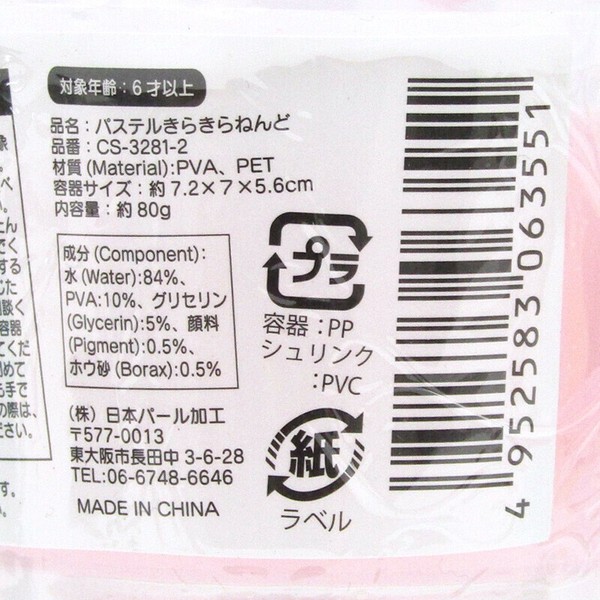 対象年齢：6才以上
品名：パステルきらきらねんど
品番：CS-3281-2
材質(Material):PVA、PET
容器サイズ：約7.2×7×5.6cm
内容量：約80g
成分(Component):
水(Water):84%、
PVA:10%、グリセリン
(Glycerin):5%、顔料
(Pigment):0.5%、
ホウ砂(Borax):0.5%
(株)日本パール加工
〒577-0013
東大阪市長田中3-6-28
TEL:06-6748-6646
MADE IN CHINA
プラ
容器：PP
シュリンク
：PVC
紙
ラベル
4952583063551